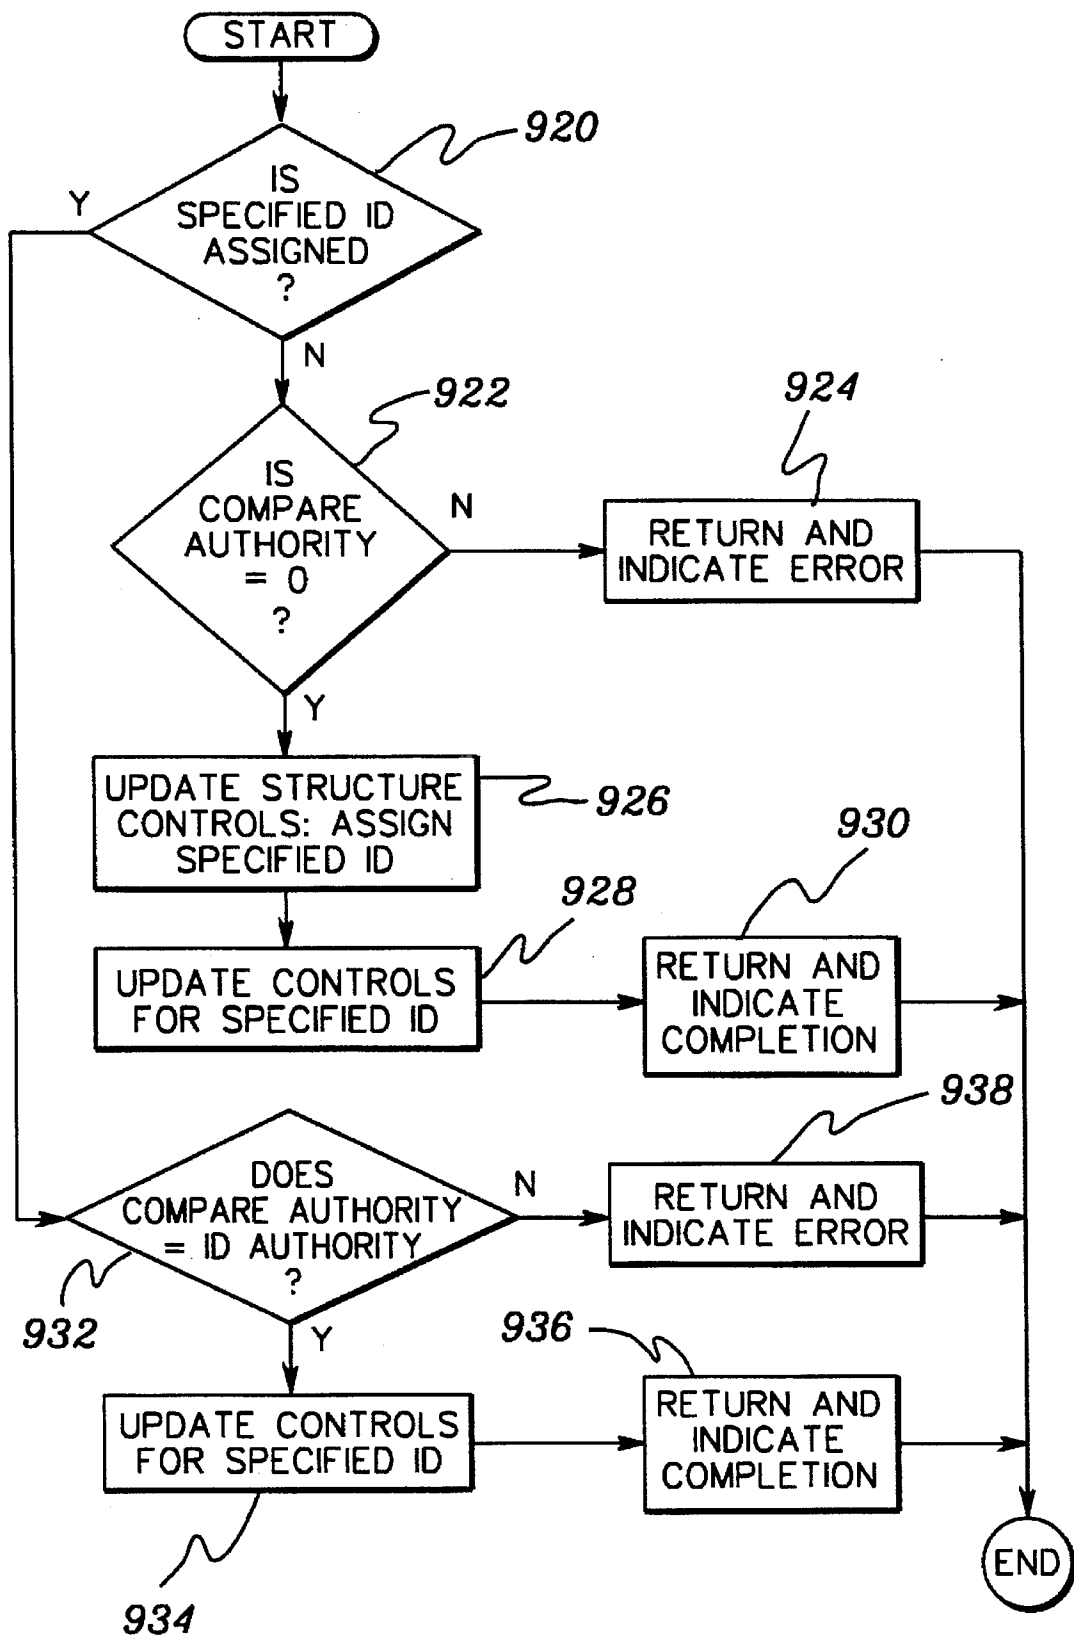 START
920
IS
SPECIFIED ID
ASSIGNED
?
Y
N
922
IS
COMPARE
AUTHORITY
= 0
?
N
Y
924
RETURN AND
INDICATE ERROR
UPDATE STRUCTURE
CONTROLS: ASSIGN
SPECIFIED ID
926
928
UPDATE CONTROLS
FOR SPECIFIED ID
930
RETURN AND
INDICATE
COMPLETION
DOES
COMPARE AUTHORITY
= ID AUTHORITY
?
932
N
Y
938
RETURN AND
INDICATE ERROR
UPDATE CONTROLS
FOR SPECIFIED ID
934
936
RETURN AND
INDICATE
COMPLETION
END